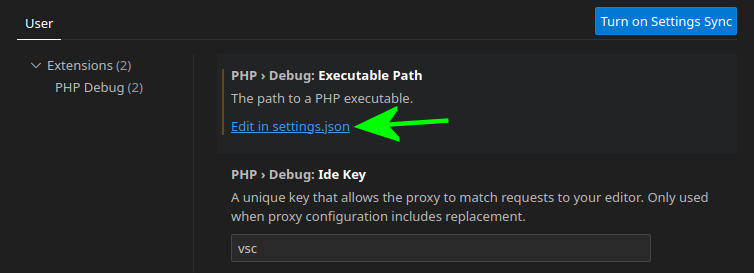 User
Turn on Settings Sync
Extensions (2)
PHP Debug (2)
PHP › Debug: Executable Path
The path to a PHP executable.
Edit in settings.json
PHP › Debug: Ide Key
A unique key that allows the proxy to match requests to your editor. Only used
when proxy configuration includes replacement.
vsc